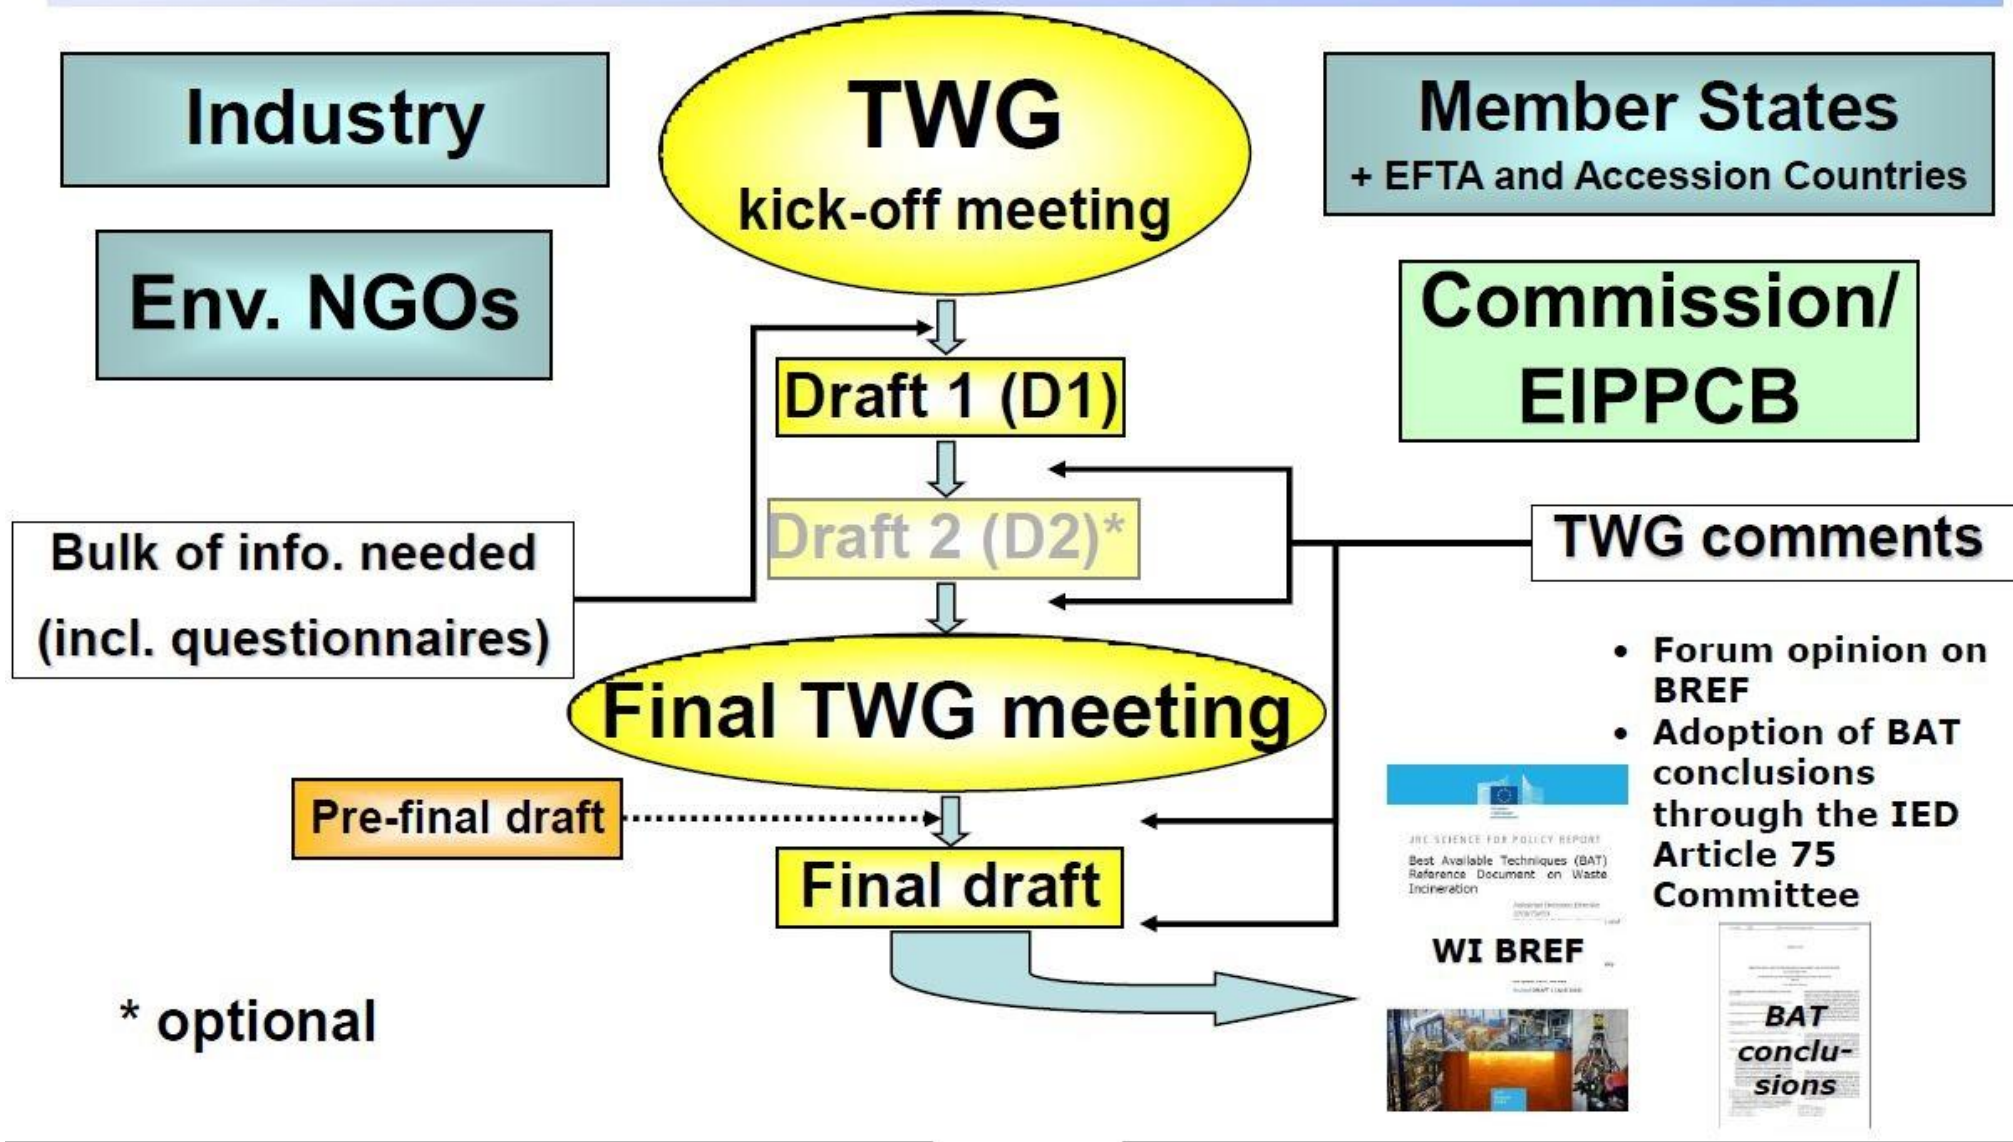 Industry
TWG
kick-off meeting
Member States
+ EFTA and Accession Countries
Env. NGOs
Commission/
EIPPCB
Draft 1 (D1)
Draft 2 (D2)*
Bulk of info. needed
(incl. questionnaires)
TWG comments
Final TWG meeting
Pre-final draft
Final draft
* optional
• Forum opinion on
BREF
• Adoption of BAT
conclusions
through the IED
Article 75
Committee
JRC SCIENCE FOR POLICY REPORT
Best Available Techniques (BAT)
Reference Document on Waste
Incineration
WI BREF
BAT
conclu-
sions